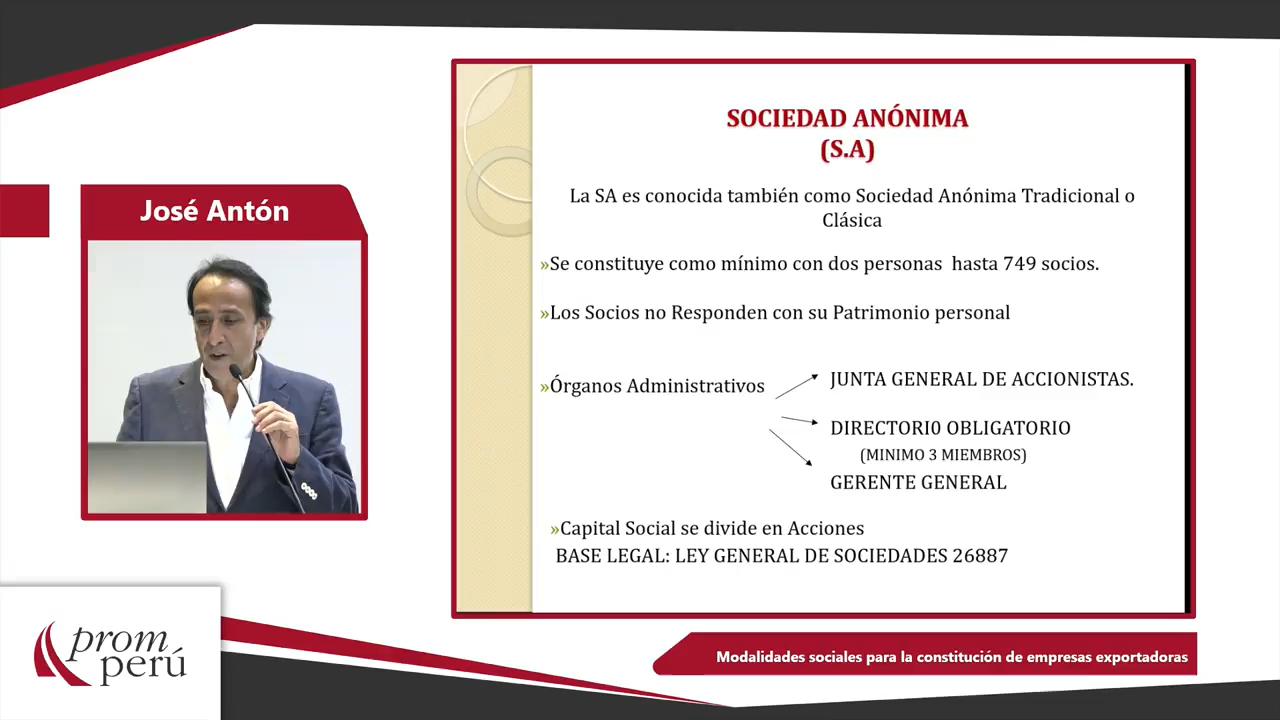 José Antón
SOCIEDAD ANÓNIMA
(S.A)
La SA es conocida también como Sociedad Anónima Tradicional o
Clásica
»Se constituye como mínimo con dos personas  hasta 749 socios.
»Los Socios no Responden con su Patrimonio personal
»Órganos Administrativos
JUNTA GENERAL DE ACCIONISTAS.
DIRECTORI0 OBLIGATORIO
(MINIMO 3 MIEMBROS)
GERENTE GENERAL
»Capital Social se divide en Acciones
BASE LEGAL: LEY GENERAL DE SOCIEDADES 26887
prom
perú
Modalidades sociales para la constitución de empresas exportadoras